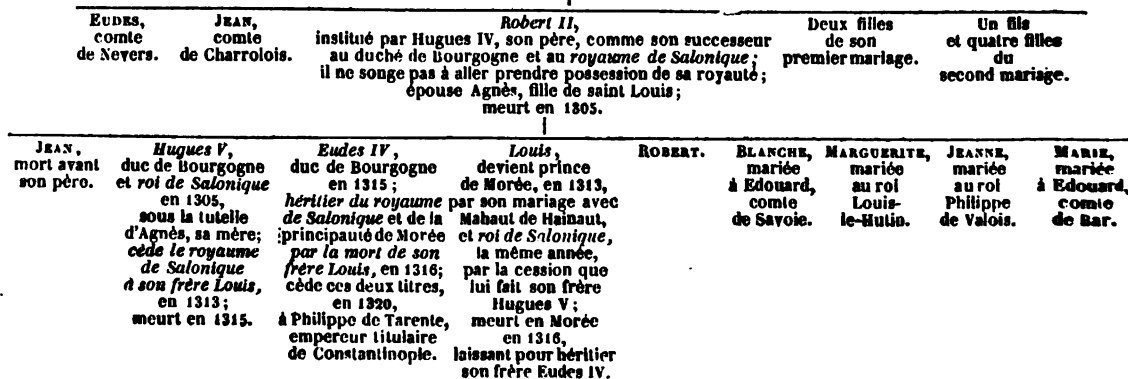 EUDES,
comte
de Nevers.
JEAN,
comte
de Charrolois.
Robert II,
institué par Hugues IV, son père, comme son successeur
au duché de Bourgogne et au royaume de Salonique;
il ne songe pas à aller prendre possession de sa royauté;
épouse Agnès, fille de saint Louis;
meurt en 1305.
Deux filles
de son
premier mariage.
Un fils
et quatre filles
du
second mariage.
JEAN,
mort avant
son père.
Hugues V,
duc de Bourgogne
et roi de Salonique
en 1305,
sous la tutelle
d'Agnès, sa mère;
cède le royaume
de Salonique
à son frère Louis,
en 1313;
meurt en 1315.
Eudes IV,
duc de Bourgogne
en 1315;
héritier du royaume
de Salonique et de la
principauté de Morée
par la mort de son
frère Louis, en 1316;
cède ces deux titres,
en 1320,
à Philippe de Tarente,
empereur titulaire
de Constantinople.
Louis,
devient prince
de Morée, en 1313,
par son mariage avec
Mahaut de Hainaut,
et roi de Salonique,
la même année,
par la cession que
lui fait son frère
Hugues V;
meurt en Morée
en 1316,
laissant pour héritier
son frère Eudes IV.
ROBERT.
BLANCHE,
mariée
à Edouard,
comte
de Savoie.
MARGUERITE,
mariée
au roi
Louis-
le-Hutin.
JEANNE,
mariée
au roi
Philippe
de Valois.
MARIE,
mariée
à Edouard,
comte
de Bar.